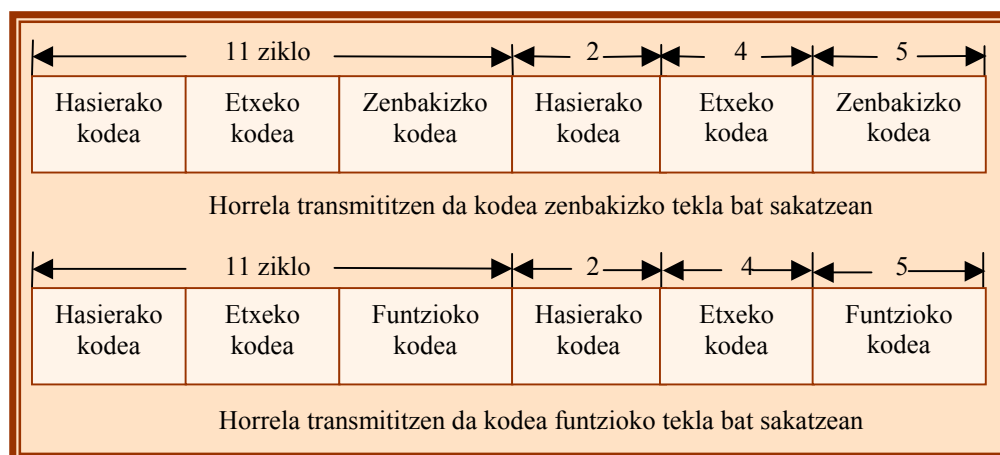 11 ziklo 2 4 5
Hasierako Etxeko Zenbakizko Hasierako Etxeko Zenbakizko
kodea kodea kodea kodea kodea kodea
Horrela transmititzen da kodea zenbakizko tekla bat sakatzean
11 ziklo 2 4 5
Hasierako Etxeko Funtzioko Hasierako Etxeko Funtzioko
kodea kodea kodea kodea kodea kodea
Horrela transmititzen da kodea funtzioko tekla bat sakatzean